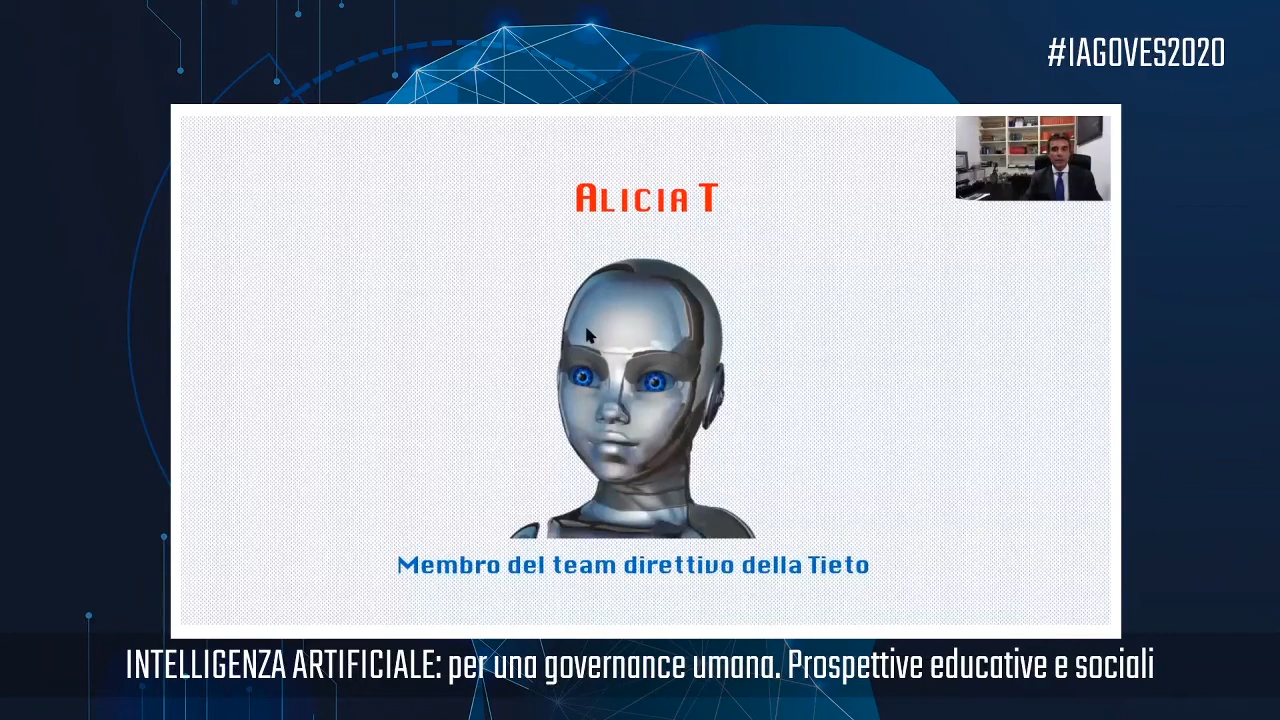 #IAGOVES2020
ALICIA T
Membro del team direttivo della Tieto
INTELLIGENZA ARTIFICIALE: per una governance umana. Prospettive educative e sociali